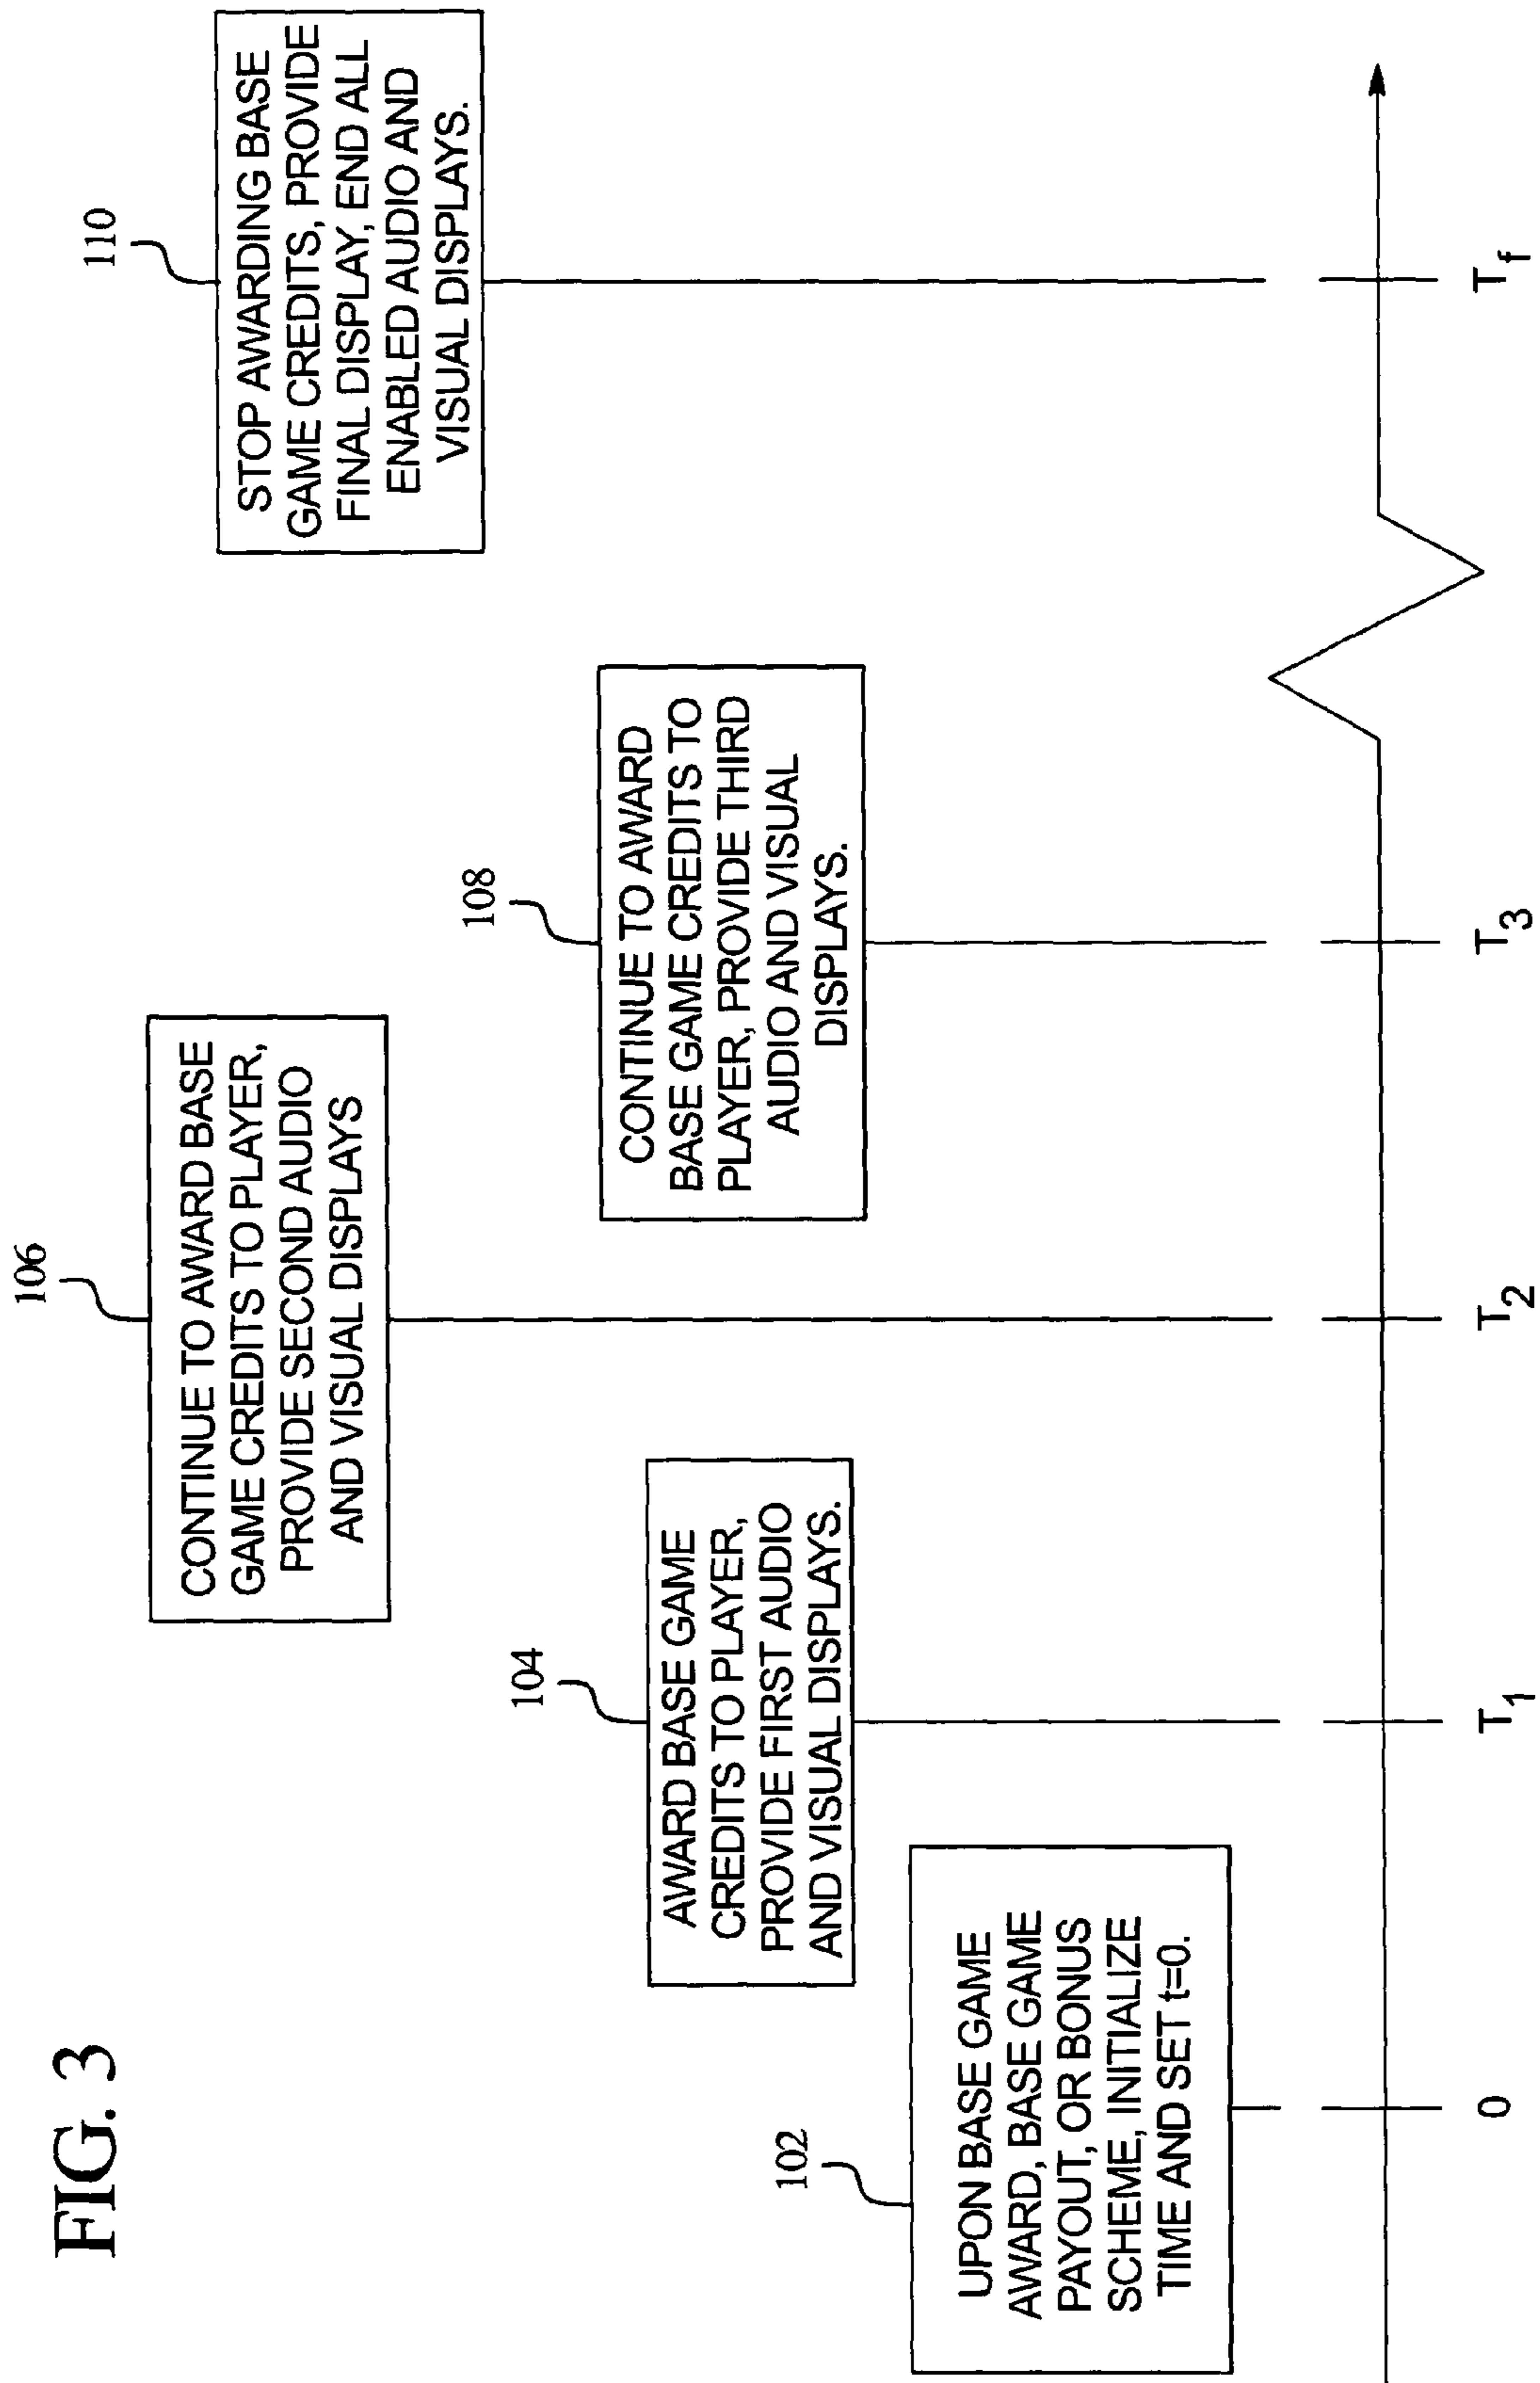 FIG. 3
102
UPON BASE GAME
AWARD, BASE GAME
PAYOUT, OR BONUS
SCHEME, INITIALIZE
TIME AND SET t=0.
104
AWARD BASE GAME
CREDITS TO PLAYER,
PROVIDE FIRST AUDIO
AND VISUAL DISPLAYS.
106
CONTINUE TO AWARD BASE
GAME CREDITS TO PLAYER,
PROVIDE SECOND AUDIO
AND VISUAL DISPLAYS
108
CONTINUE TO AWARD
BASE GAME CREDITS TO
PLAYER, PROVIDE THIRD
AUDIO AND VISUAL
DISPLAYS.
110
STOP AWARDING BASE
GAME CREDITS, PROVIDE
FINAL DISPLAY, END ALL
ENABLED AUDIO AND
VISUAL DISPLAYS.
0 T1 T2 T3 Tf